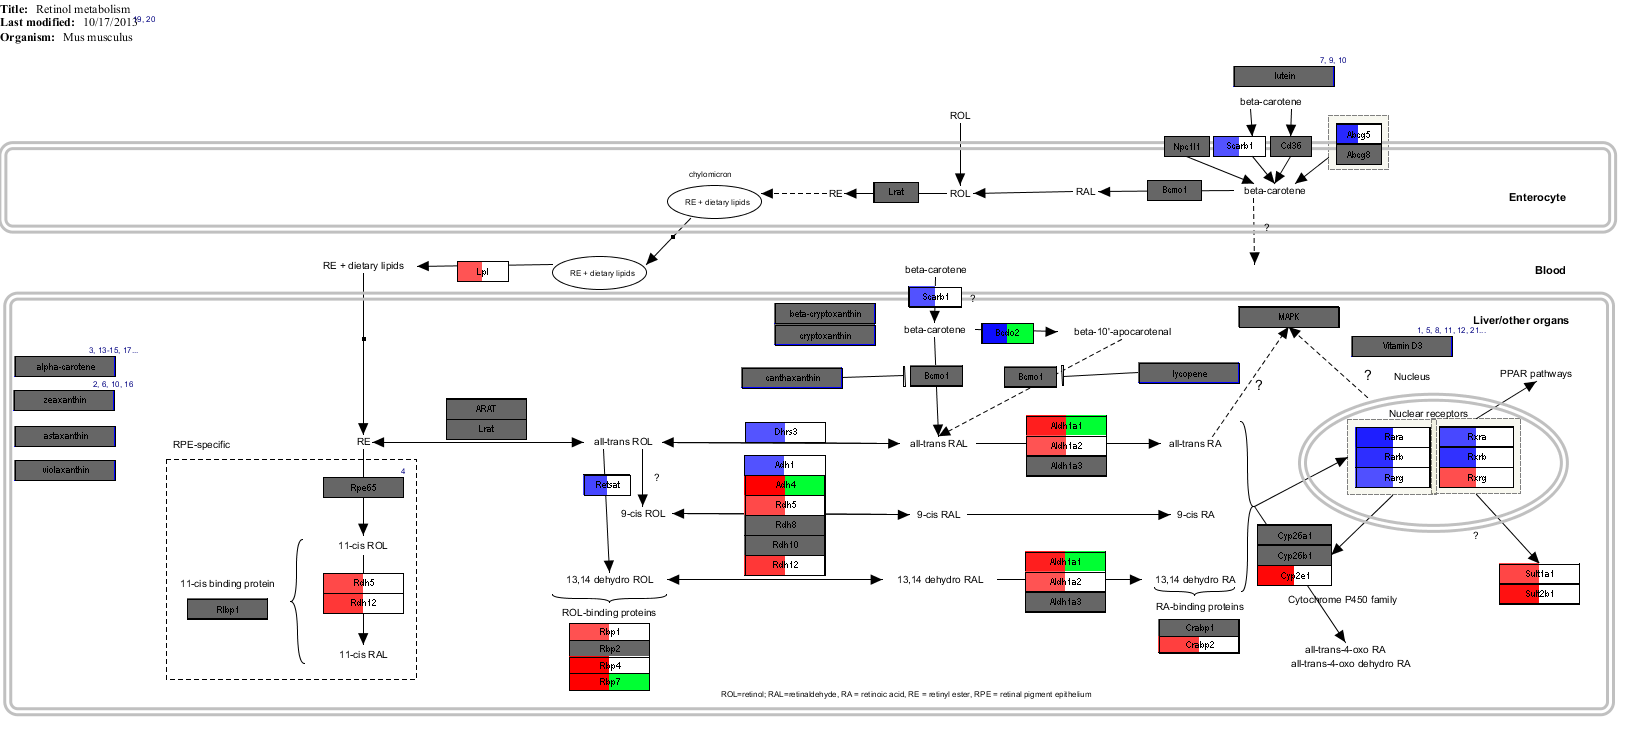 Title: Retinol metabolism
Last modified: 10/17/2013
19, 20
Organism: Mus musculus
7, 9, 10
lutein
beta-carotene
ROL
Npc1l1
Scarb1
Cd36
Abcg5
Abcg8
chylomicron
RE + dietary lipids
RE
Lrat
ROL
RAL
Bcmo1
beta-carotene
Enterocyte
?
RE + dietary lipids
Lpl
RE + dietary lipids
beta-carotene
Blood
Scarb1
?
beta-cryptoxanthin
cryptoxanthin
beta-carotene
Bcdo2
beta-10'-apocarotenal
MAPK
Liver/other organs
1, 5, 8, 11, 12, 21...
Vitamin D3
3, 13-15, 17...
alpha-carotene
2, 6, 10, 16
zeaxanthin
astaxanthin
violaxanthin
canthaxanthin
Bcmo1
Bcmo1
lycopene
?
?
Nucleus
PPAR pathways
Nuclear receptors
ARAT
Lrat
RPE-specific
RE
all-trans ROL
Dhrs3
all-trans RAL
Aldh1a1
Aldh1a2
Aldh1a3
all-trans RA
Rara
Rarb
Rarg
Rxra
Rxrb
Rxrg
4
Rpe65
Retsat
?
Adh1
Adh4
Rdh5
Rdh8
Rdh10
Rdh12
9-cis ROL
9-cis RAL
9-cis RA
11-cis ROL
Cyp26a1
Cyp26b1
Cyp2e1
?
11-cis binding protein
Rlbp1
Rdh5
Rdh12
13,14 dehydro ROL
13,14 dehydro RAL
Aldh1a1
Aldh1a2
Aldh1a3
13,14 dehydro RA
Sult1a1
Sult2b1
Cytochrome P450 family
ROL-binding proteins
Rbp1
Rbp2
Rbp4
Rbp7
RA-binding proteins
Crabp1
Crabp2
11-cis RAL
all-trans-4-oxo RA
all-trans-4-oxo dehydro RA
ROL=retinol; RAL=retinaldehyde, RA = retinoic acid, RE = retinyl ester, RPE = retinal pigment epithelium